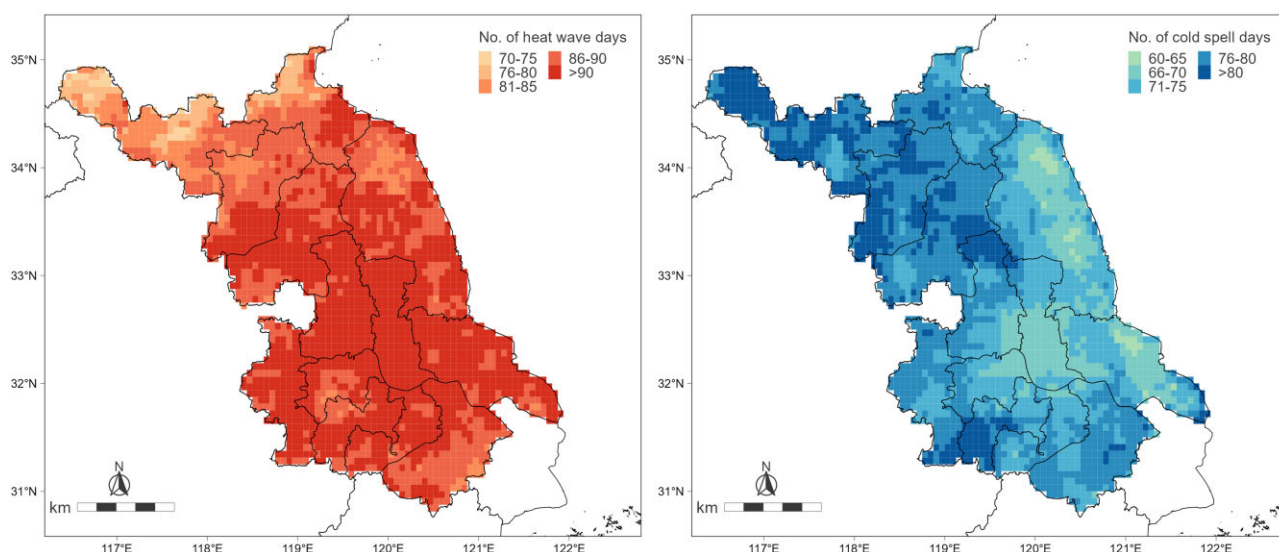 No. of heat wave days
70-75 86-90
76-80 >90
81-85
35°N
34°N
33°N
32°N
31°N
N
km
117°E 118°E 119°E 120°E 121°E 122°E
No. of cold spell days
60-65 76-80
66-70 >80
71-75
35°N
34°N
33°N
32°N
31°N
N
km
117°E 118°E 119°E 120°E 121°E 122°E